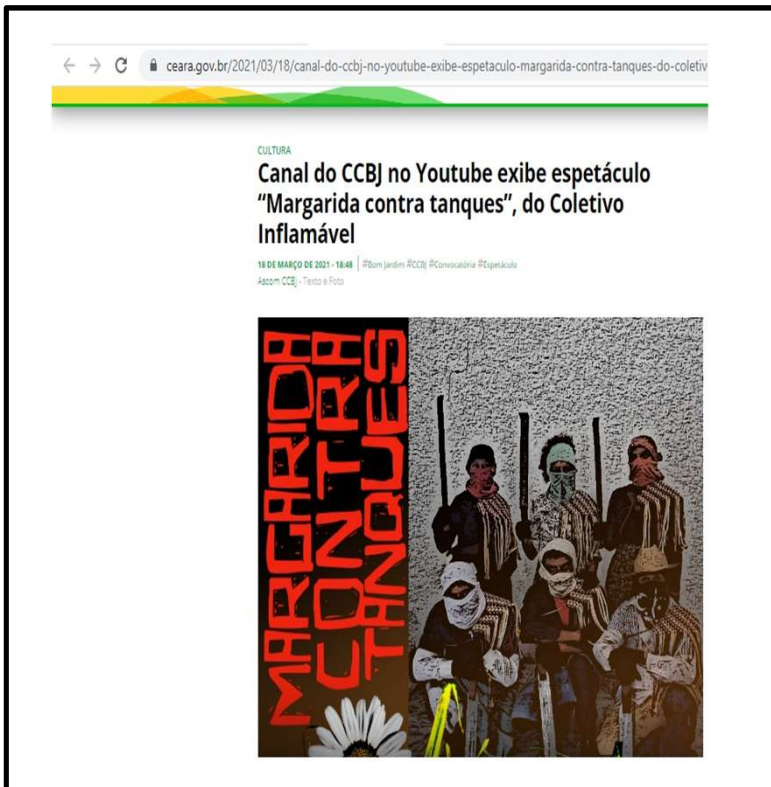 ceara.gov.br/2021/03/18/canal-do-ccbj-no-youtube-exibe-espetaculo-margarida-contra-tanques-do-coletiv
CULTURA
Canal do CCBJ no Youtube exibe espetáculo
“Margarida contra tanques”, do Coletivo
Inflamável
18 DE MARÇO DE 2021 - 18:48 #Bom Jardim #CCBJ #Convocatória #Espetáculo
Ascom CCBJ - Texto e Foto
MARGARIDA
CONTRA
TANQUES